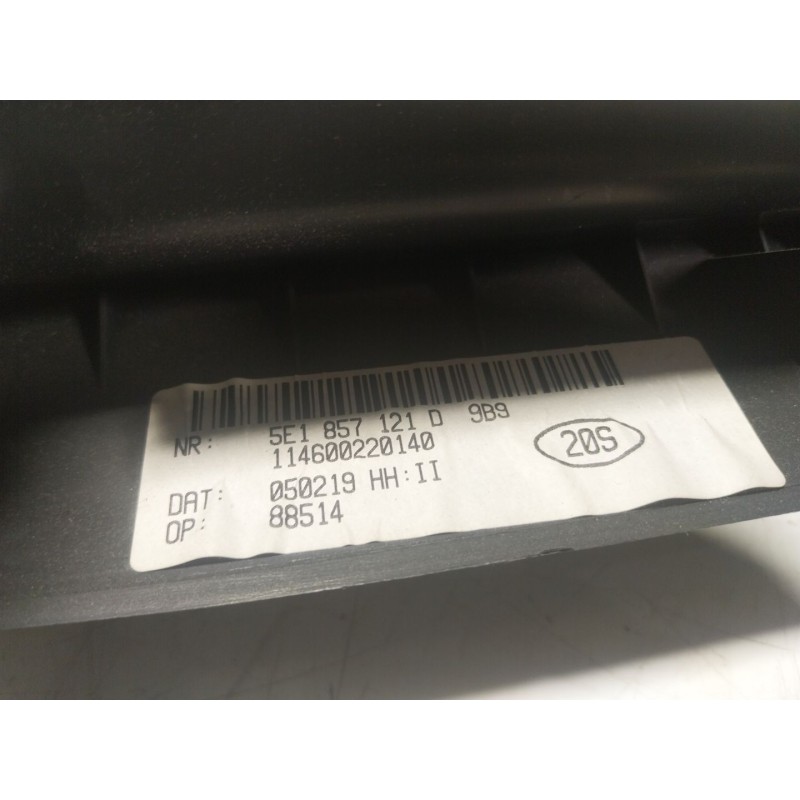 NR: 5E1 857 121 D 9B9
114600220140
20S
DAT: 050219 HH:II
OP: 88514